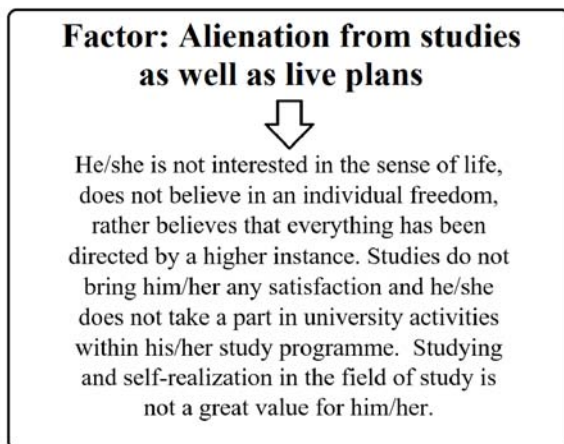 Factor: Alienation from studies
as well as live plans
He/she is not interested in the sense of life,
does not believe in an individual freedom,
rather believes that everything has been
directed by a higher instance. Studies do not
bring him/her any satisfaction and he/she
does not take a part in university activities
within his/her study programme.  Studying
and self-realization in the field of study is
not a great value for him/her.